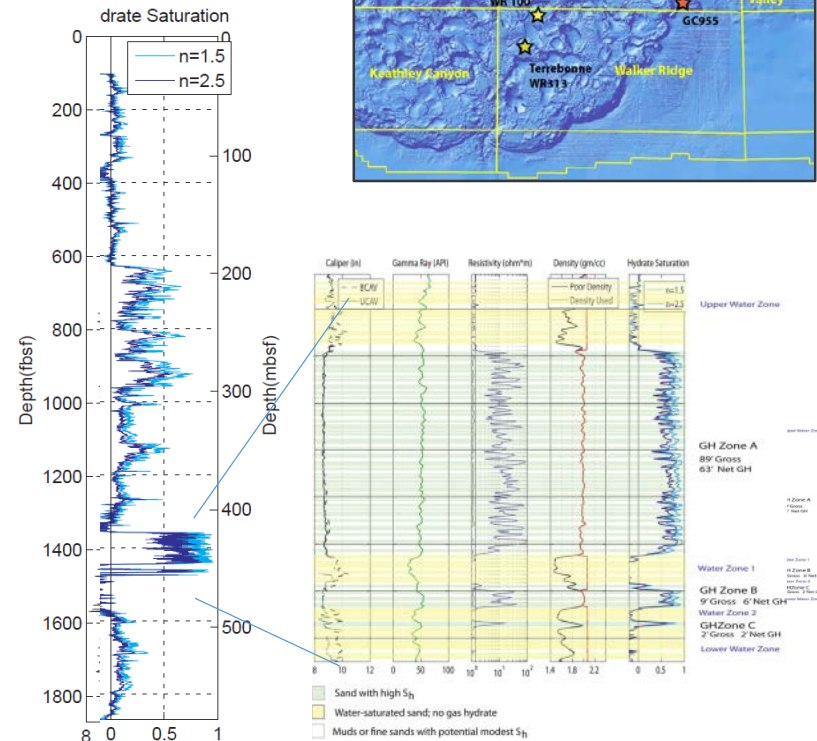 drate Saturation
n=1.5
n=2.5
0
0
200
100
400
600
200
800
300
1000
1200
400
1400
1600
500
1800
8 0 0.5 1
Depth(fbsf)
Depth(mbsf)
WR 100
Valley
GC955
Terrebonne
WR313
Keathley Canyon
Walker Ridge
Caliper (in) Gamma Ray (API) Resistivity (ohm*m) Density (gm/cc) Hydrate Saturation
BCAV
UCAV
Poor Density
Density Used
n=1.5
n=2.5
Upper Water Zone
GH Zone A
89' Gross
63' Net GH
Water Zone 1
GH Zone B
9' Gross 6' Net GH
Water Zone 2
GHZone C
2' Gross 2' Net GH
Lower Water Zone
8 10 12 0 50 100 10⁰ 10¹ 10² 1.4 1.8 2.2 0 0.5 1
Sand with high Sh
Water-saturated sand; no gas hydrate
Muds or fine sands with potential modest Sh